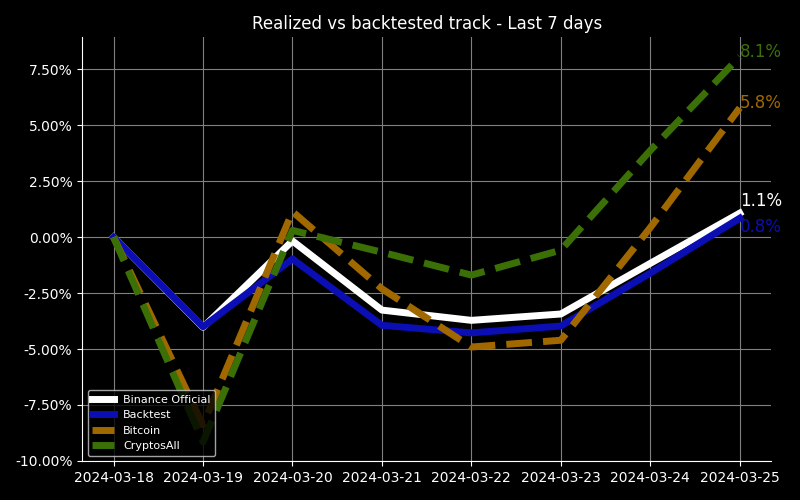 Realized vs backtested track - Last 7 days
8.1%
7.50%
5.8%
5.00%
2.50%
1.1%
0.00%
0.8%
-2.50%
-5.00%
-7.50%
-10.00%
Binance Official
Backtest
Bitcoin
CryptosAll
2024-03-18 2024-03-19 2024-03-20 2024-03-21 2024-03-22 2024-03-23 2024-03-24 2024-03-25